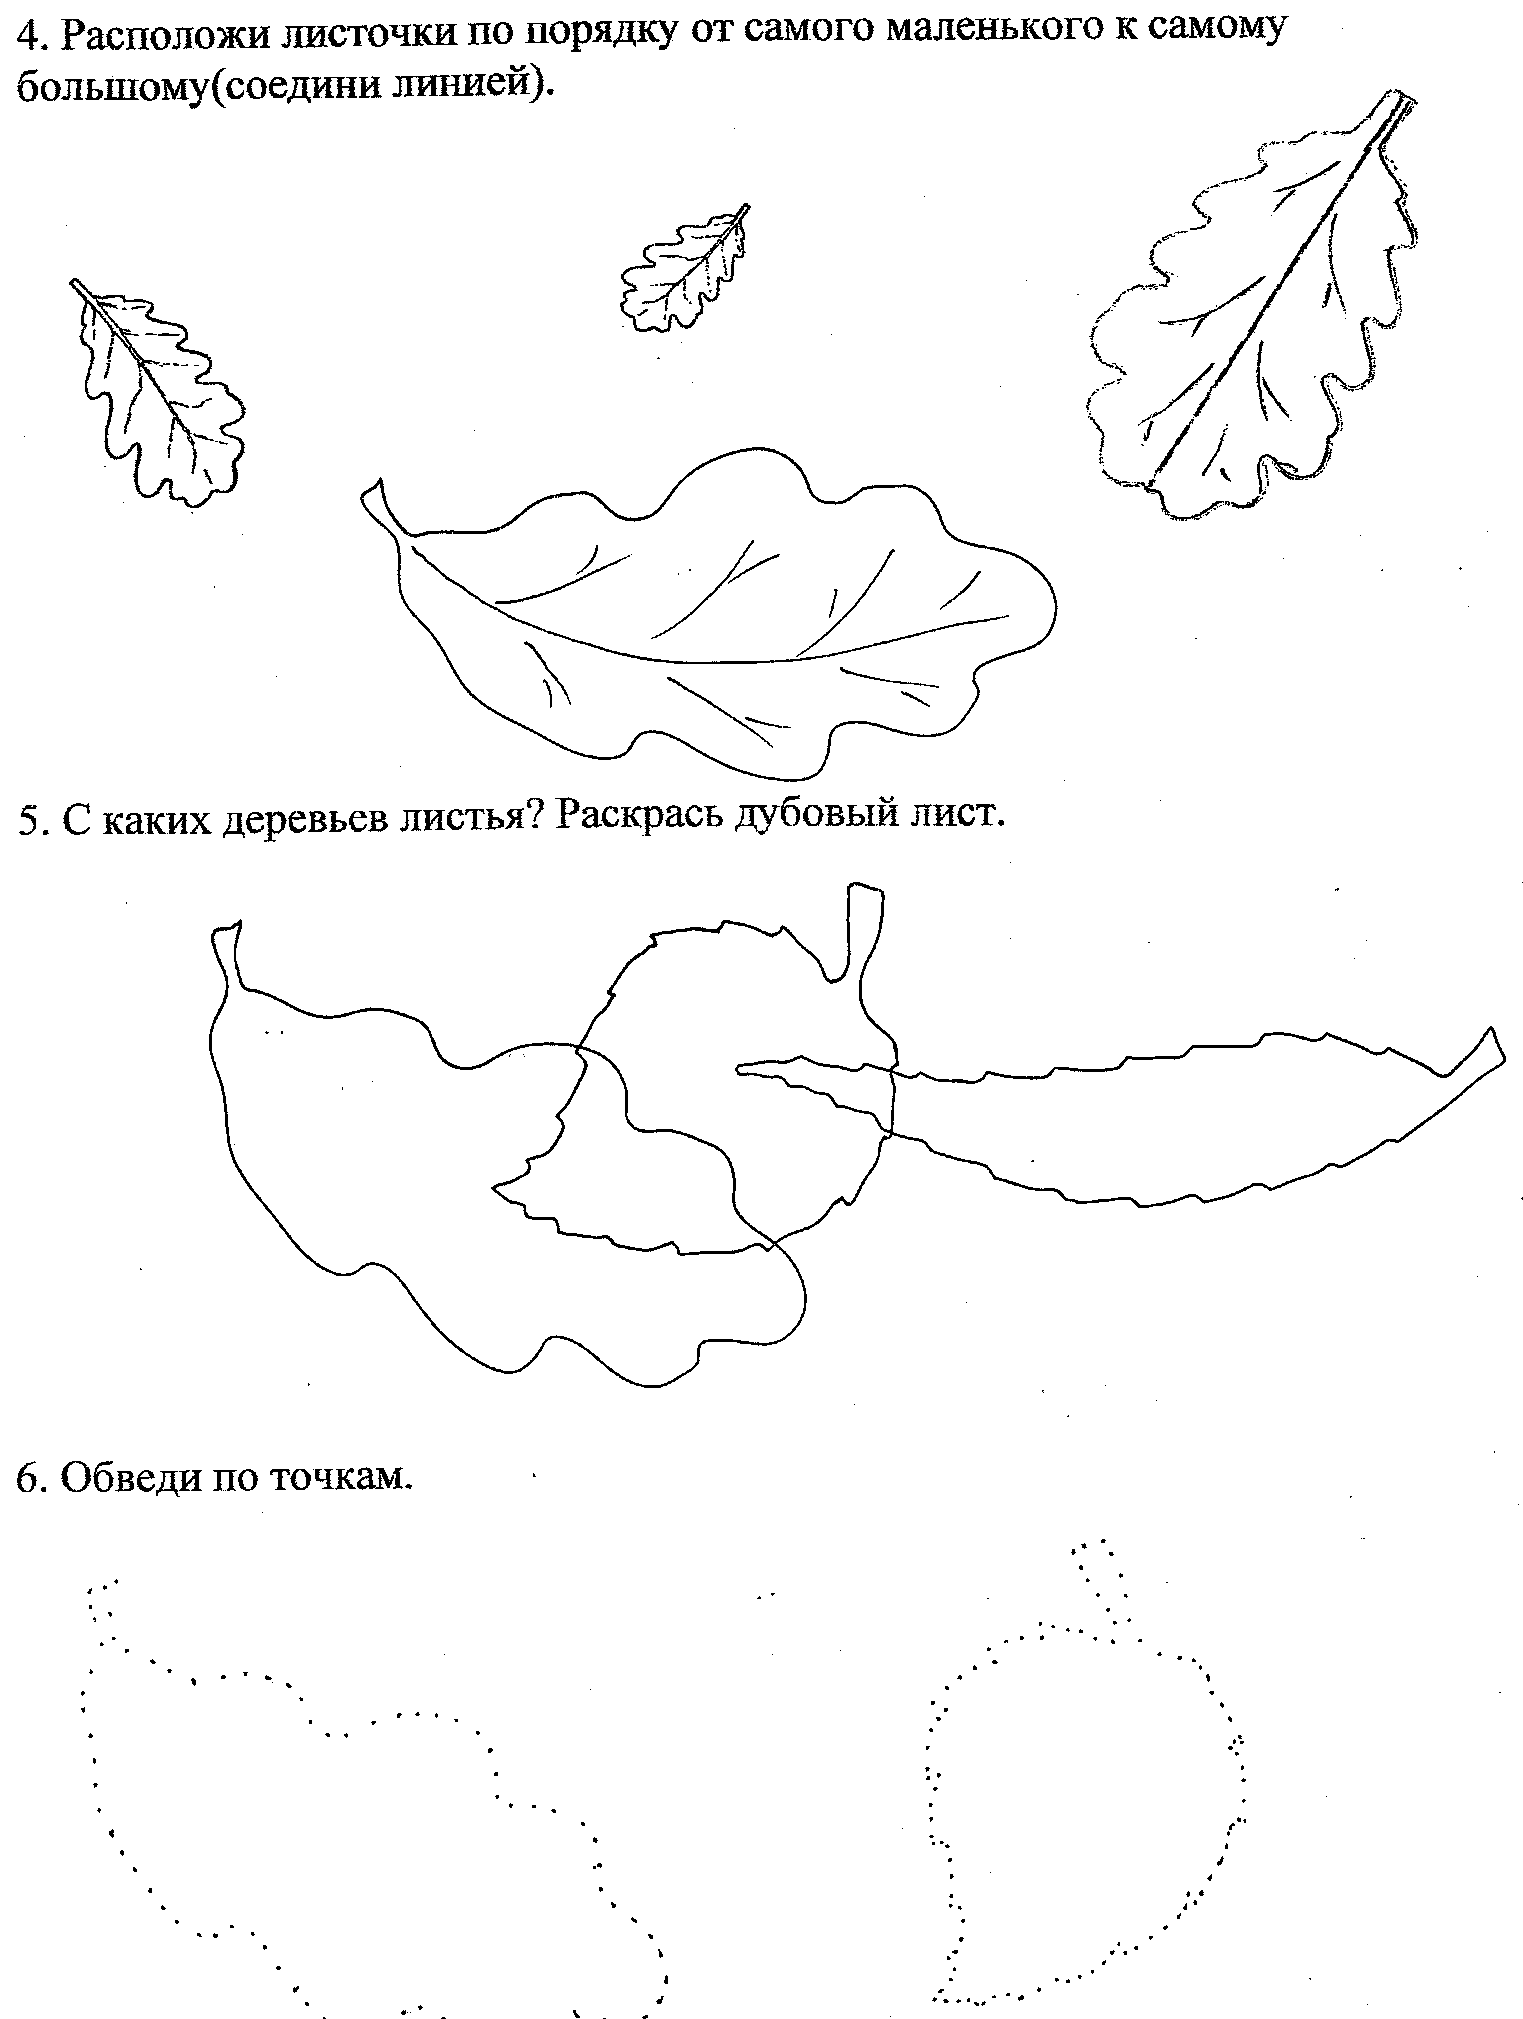 4. Расположи листочки по порядку от самого маленького к самому
большому(соедини линией).
5. С каких деревьев листья? Раскрась дубовый лист.
6. Обведи по точкам.